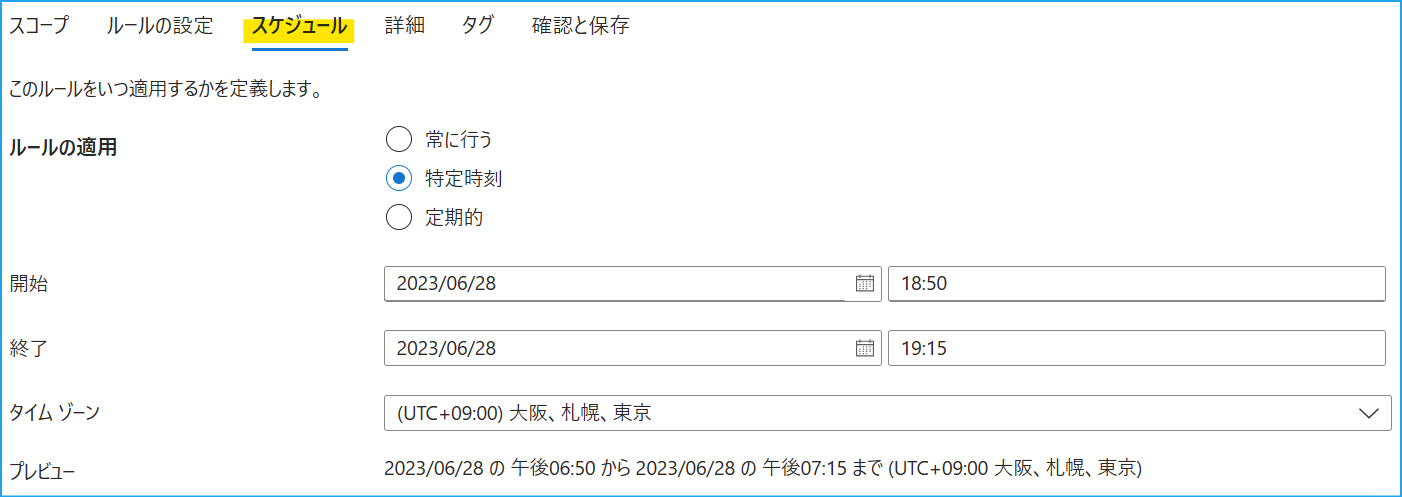 スコープ ルールの設定 スケジュール 詳細 タグ 確認と保存
このルールをいつ適用するかを定義します。
ルールの適用
常に行う
特定時刻
定期的
開始 2023/06/28 18:50
終了 2023/06/28 19:15
タイム ゾーン (UTC+09:00) 大阪、札幌、東京
プレビュー 2023/06/28 の 午後06:50 から 2023/06/28 の 午後07:15 まで (UTC+09:00 大阪、札幌、東京)